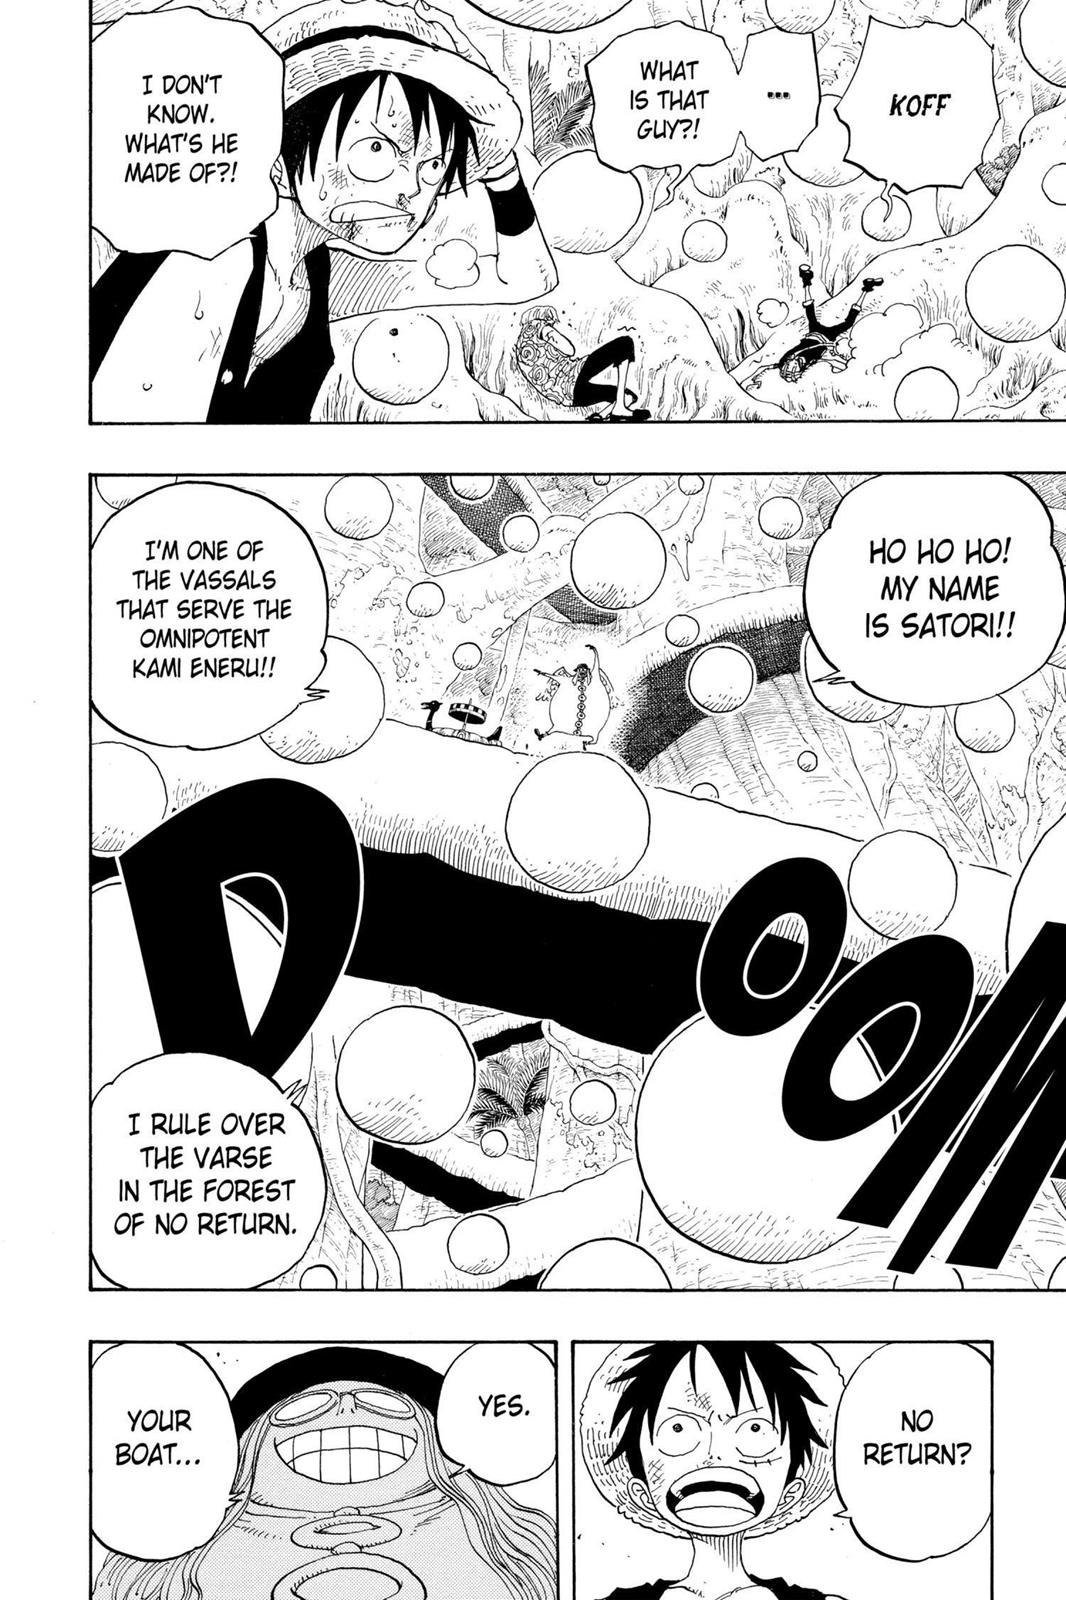 KOFF
...
WHAT
IS THAT
GUY?!
I DON'T
KNOW.
WHAT'S HE
MADE OF?!
HO HO HO!
MY NAME
IS SATORI!!
I'M ONE OF
THE VASSALS
THAT SERVE THE
OMNIPOTENT
KAMI ENERU!!
DOOM
I RULE OVER
THE VARSE
IN THE FOREST
OF NO RETURN.
NO
RETURN?
YES.
YOUR
BOAT...